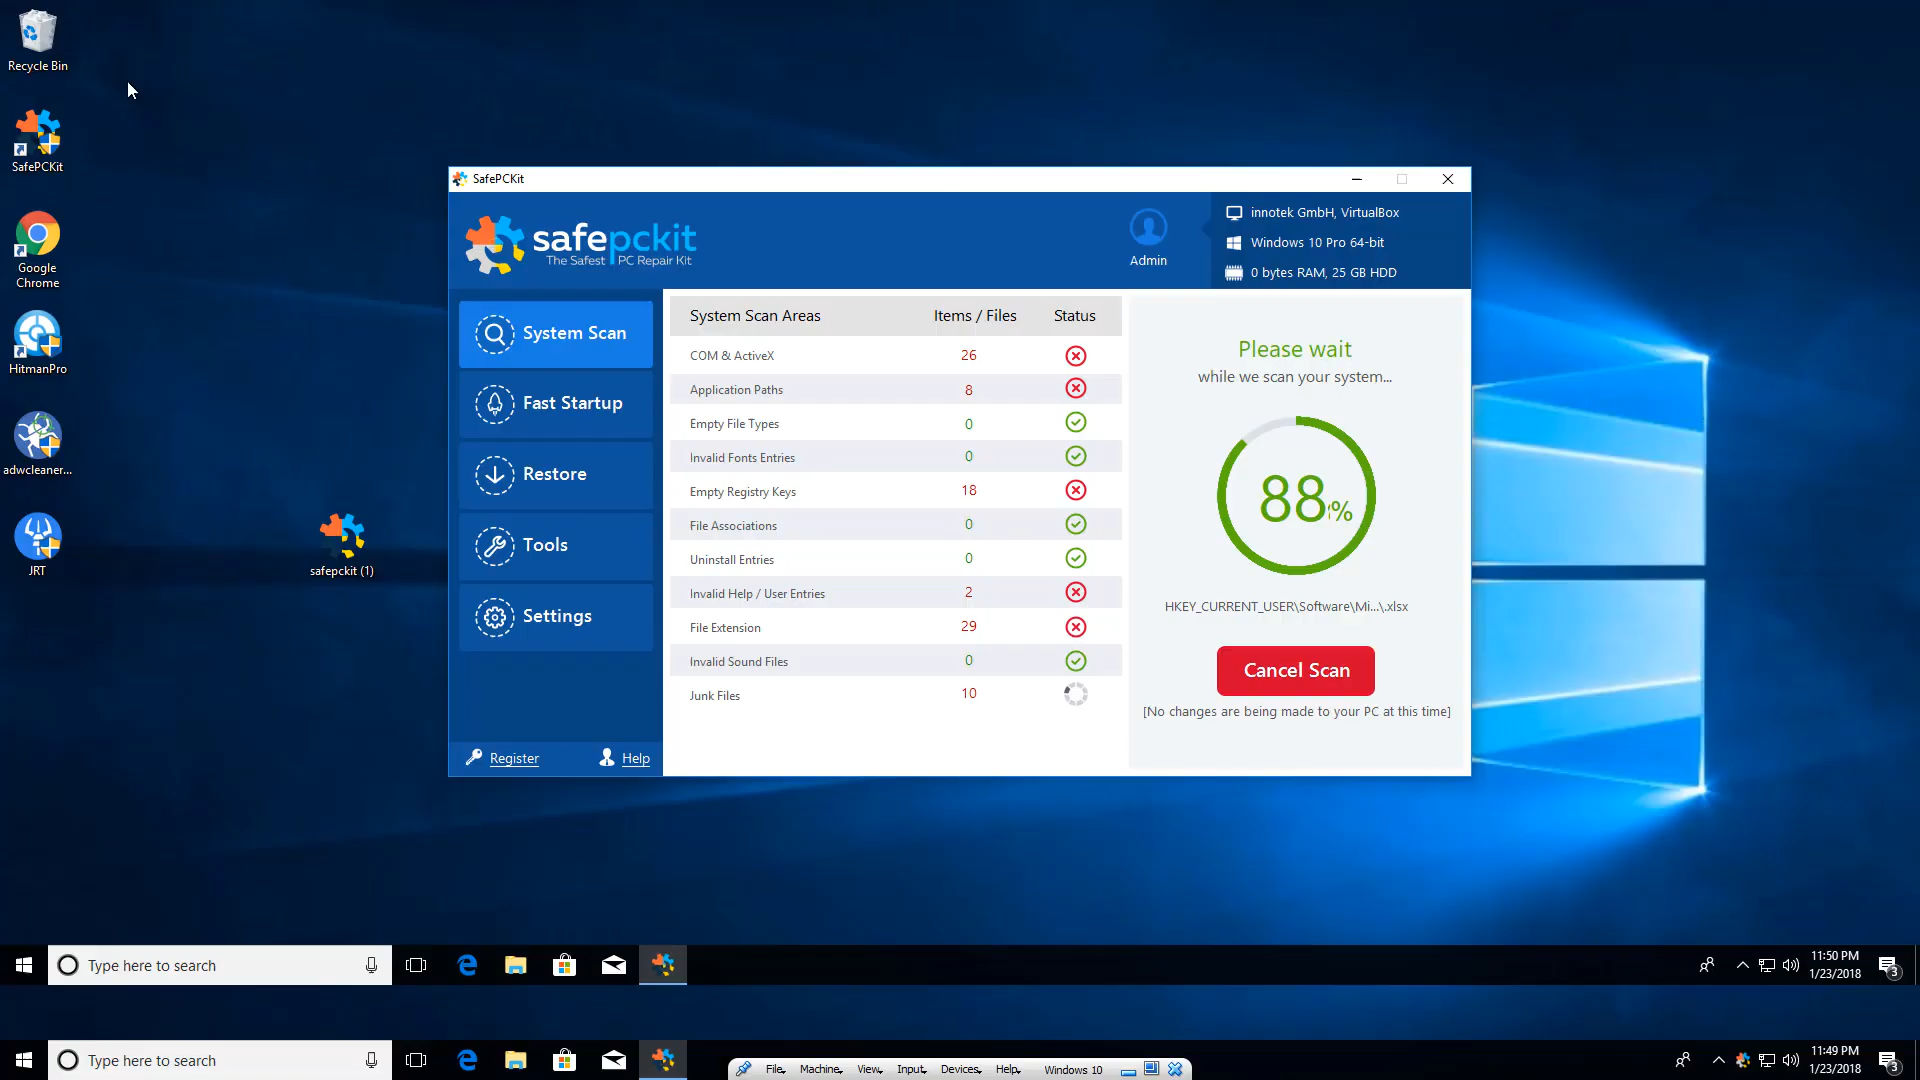 Recycle Bin
SafePCKit
Google
Chrome
HitmanPro
adwcleaner...
JRT
safepckit (1)
SafePCKit
safepckit
The Safest PC Repair Kit
Admin
innotek GmbH, VirtualBox
Windows 10 Pro 64-bit
0 bytes RAM, 25 GB HDD
System Scan
Fast Startup
Restore
Tools
Settings
Register
Help
System Scan Areas Items / Files Status
COM & ActiveX 26
Application Paths 8
Empty File Types 0
Invalid Fonts Entries 0
Empty Registry Keys 18
File Associations 0
Uninstall Entries 0
Invalid Help / User Entries 2
File Extension 29
Invalid Sound Files 0
Junk Files 10
Please wait
while we scan your system...
88%
HKEY_CURRENT_USER\Software\Mi...\.xlsx
Cancel Scan
[No changes are being made to your PC at this time]
Type here to search
11:50 PM
1/23/2018
3
Type here to search
File Machine View Input Devices Help Windows 10
11:49 PM
1/23/2018
3